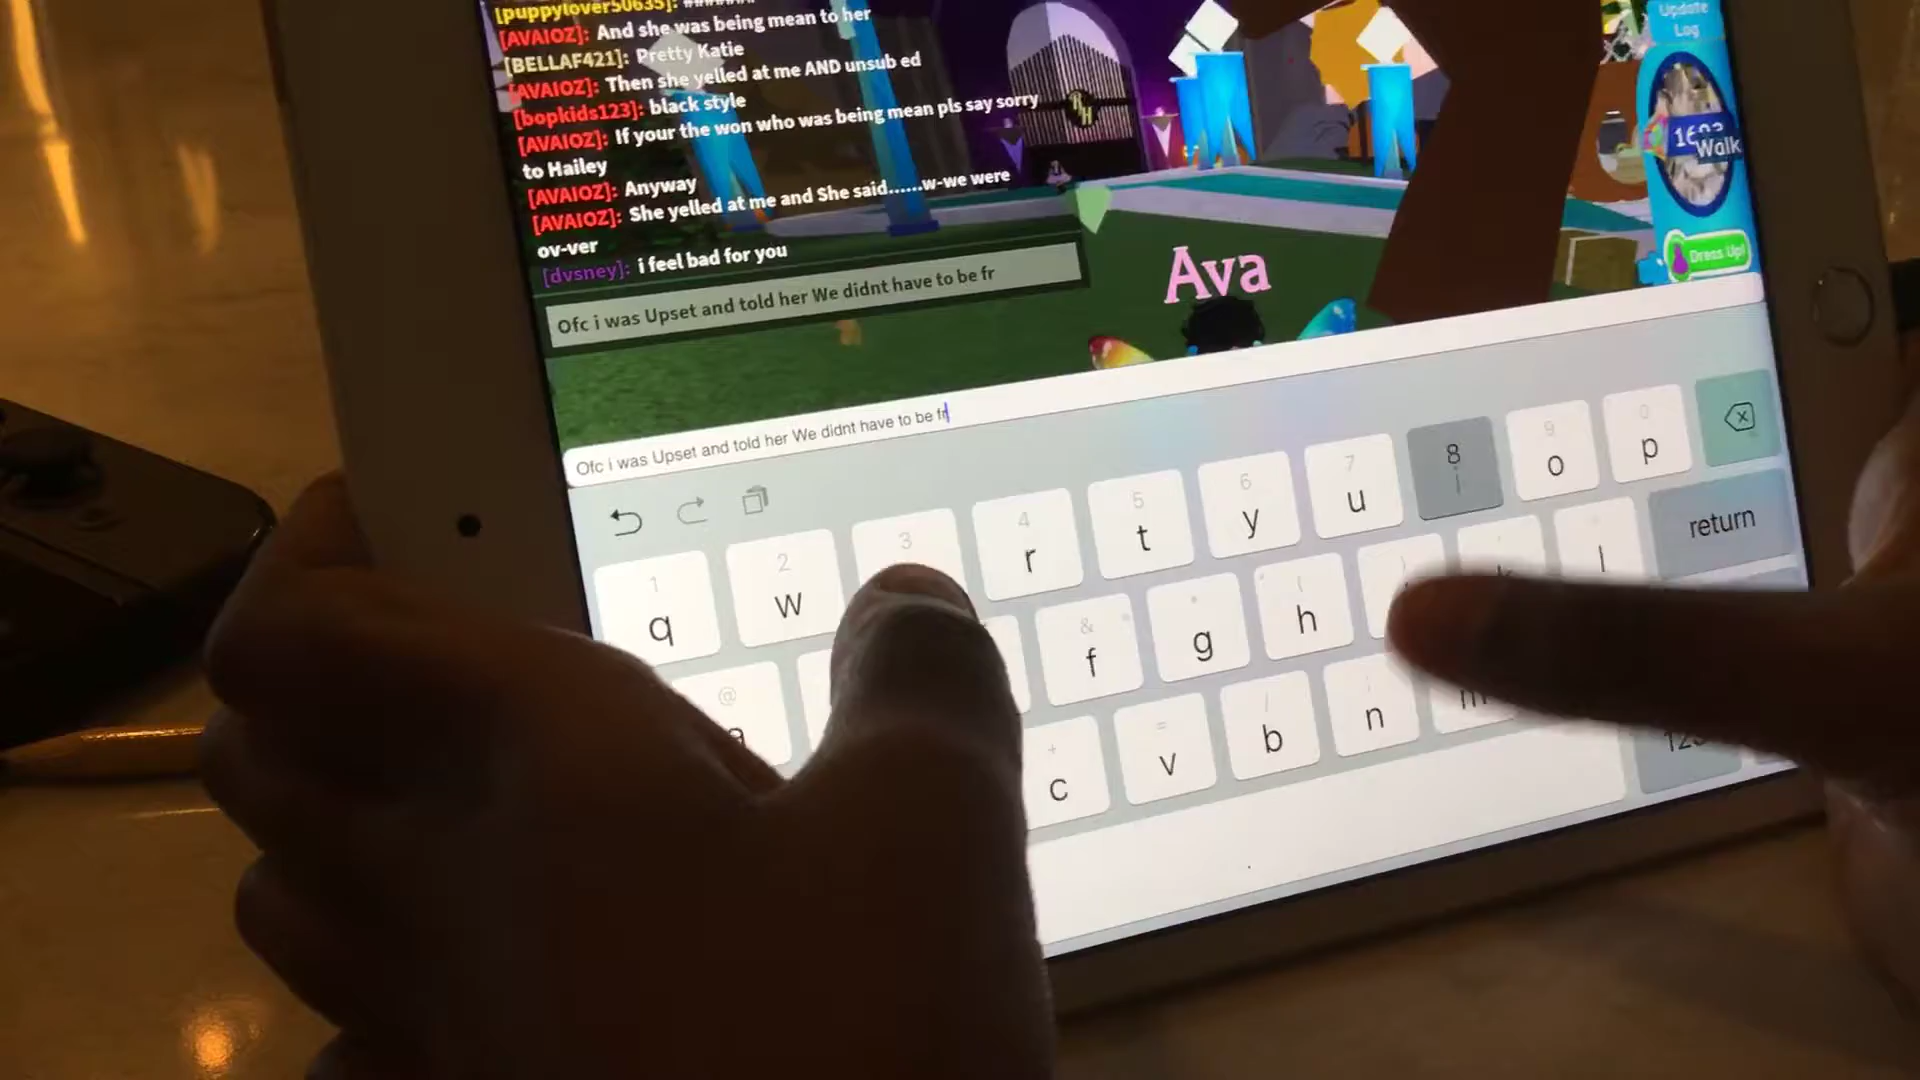 [puppylover50635]: #######
[AVAIOZ]: And she was being mean to her
[BELLAF421]: Pretty Katie
[AVAIOZ]: Then she yelled at me AND unsub ed
[bopkids123]: black style
[AVAIOZ]: If your the won who was being mean pls say sorry
to Hailey
[AVAIOZ]: Anyway
[AVAIOZ]: She yelled at me and She said......w-we were
ov-ver
[dvsney]: i feel bad for you
Ofc i was Upset and told her We didnt have to be fr
Update
Log
RH
Walk
Dress Up!
Ava
Ofc i was Upset and told her We didnt have to be fr
1 2 3 4 5 6 7 8 9 0
q w r t y u i o p
@ & * (
a f g h l return
+ = /
c v b n m 123